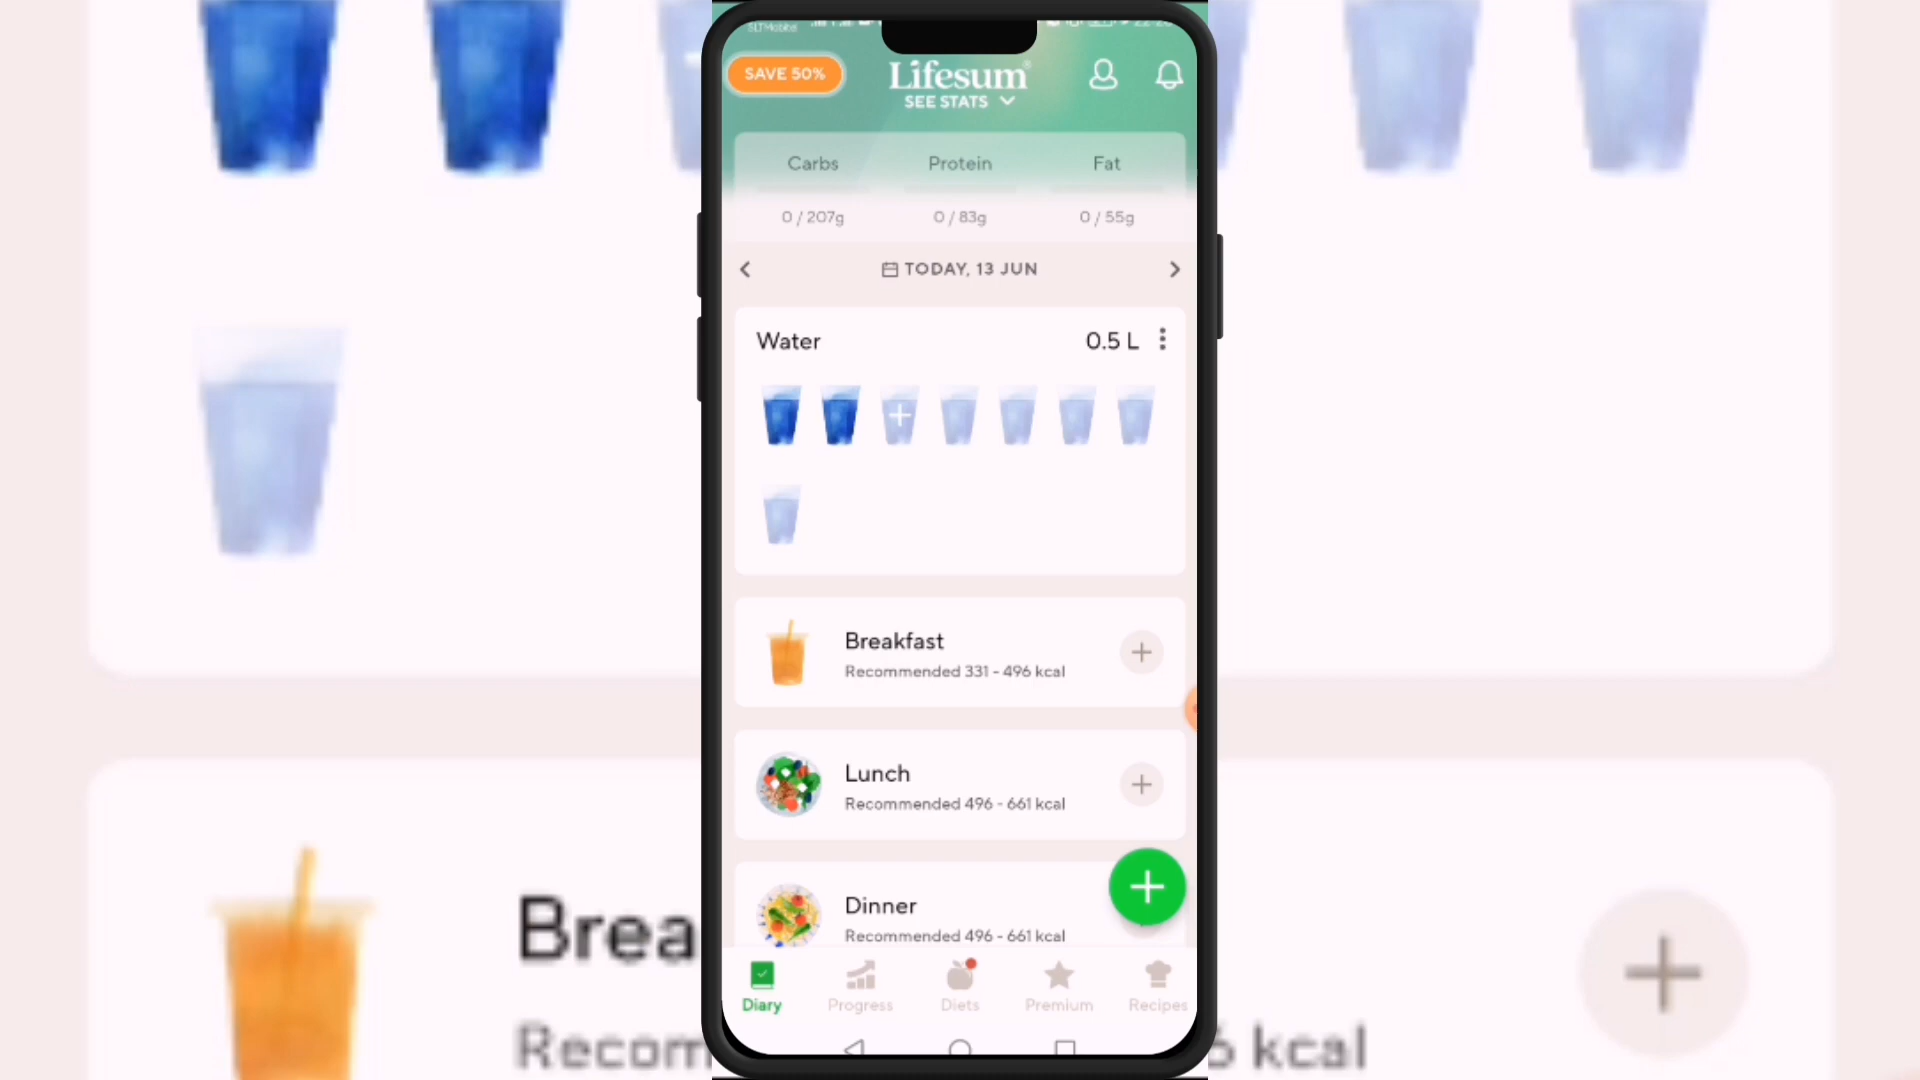 SLTMobitel
SAVE 50%
Lifesum®
SEE STATS
Carbs Protein Fat
0 / 207g 0 / 83g 0 / 55g
TODAY, 13 JUN
Water 0.5 L
Breakfast
Recommended 331 - 496 kcal
Lunch
Recommended 496 - 661 kcal
Dinner
Recommended 496 - 661 kcal
Diary Progress Diets Premium Recipes
Brea
Recom
6 kcal